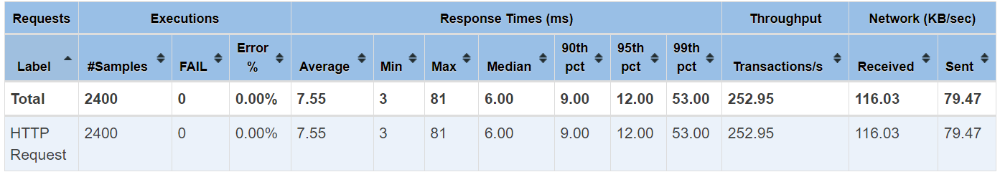 Requests Executions Response Times (ms) Throughput Network (KB/sec)
Label #Samples FAIL Error % Average Min Max Median 90th pct 95th pct 99th pct Transactions/s Received Sent
Total 2400 0 0.00% 7.55 3 81 6.00 9.00 12.00 53.00 252.95 116.03 79.47
HTTP Request 2400 0 0.00% 7.55 3 81 6.00 9.00 12.00 53.00 252.95 116.03 79.47